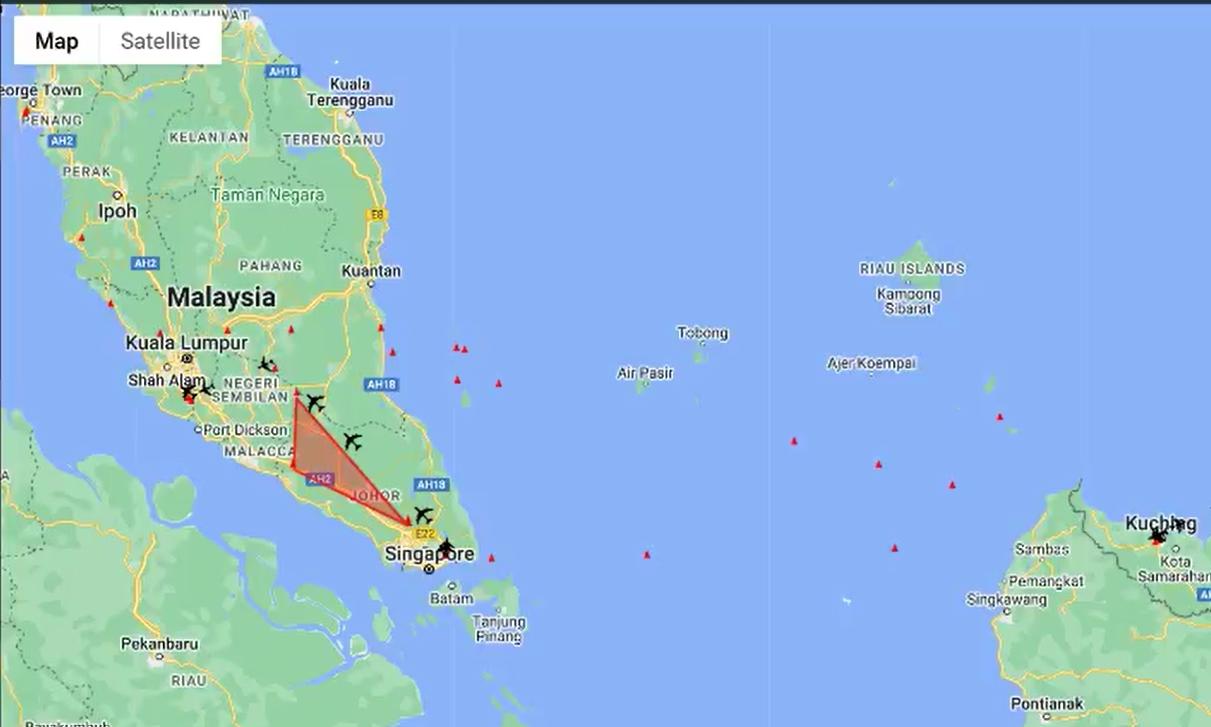 NARATHIWAT
Map
Satellite
AH18
Kuala
Terengganu
eorge Town
PENANG
AH2
KELANTAN
TERENGGANU
PERAK
Taman Negara
Ipoh
E8
AH2
PAHANG
Kuantan
RIAU ISLANDS
Malaysia
Kampong
Sibarat
Kuala Lumpur
Tobong
Ajer Koempai
Shah Alam
NEGERI
SEMBILAN
AH18
Air Pasir
Port Dickson
MALACCA
AH2
JOHOR
AH18
E22
Singapore
Kuching
Sambas
Kota
Samarahan
Pemangkat
Singkawang
Batam
Tanjung
Pinang
Pekanbaru
RIAU
Pontianak
Payakumbuh